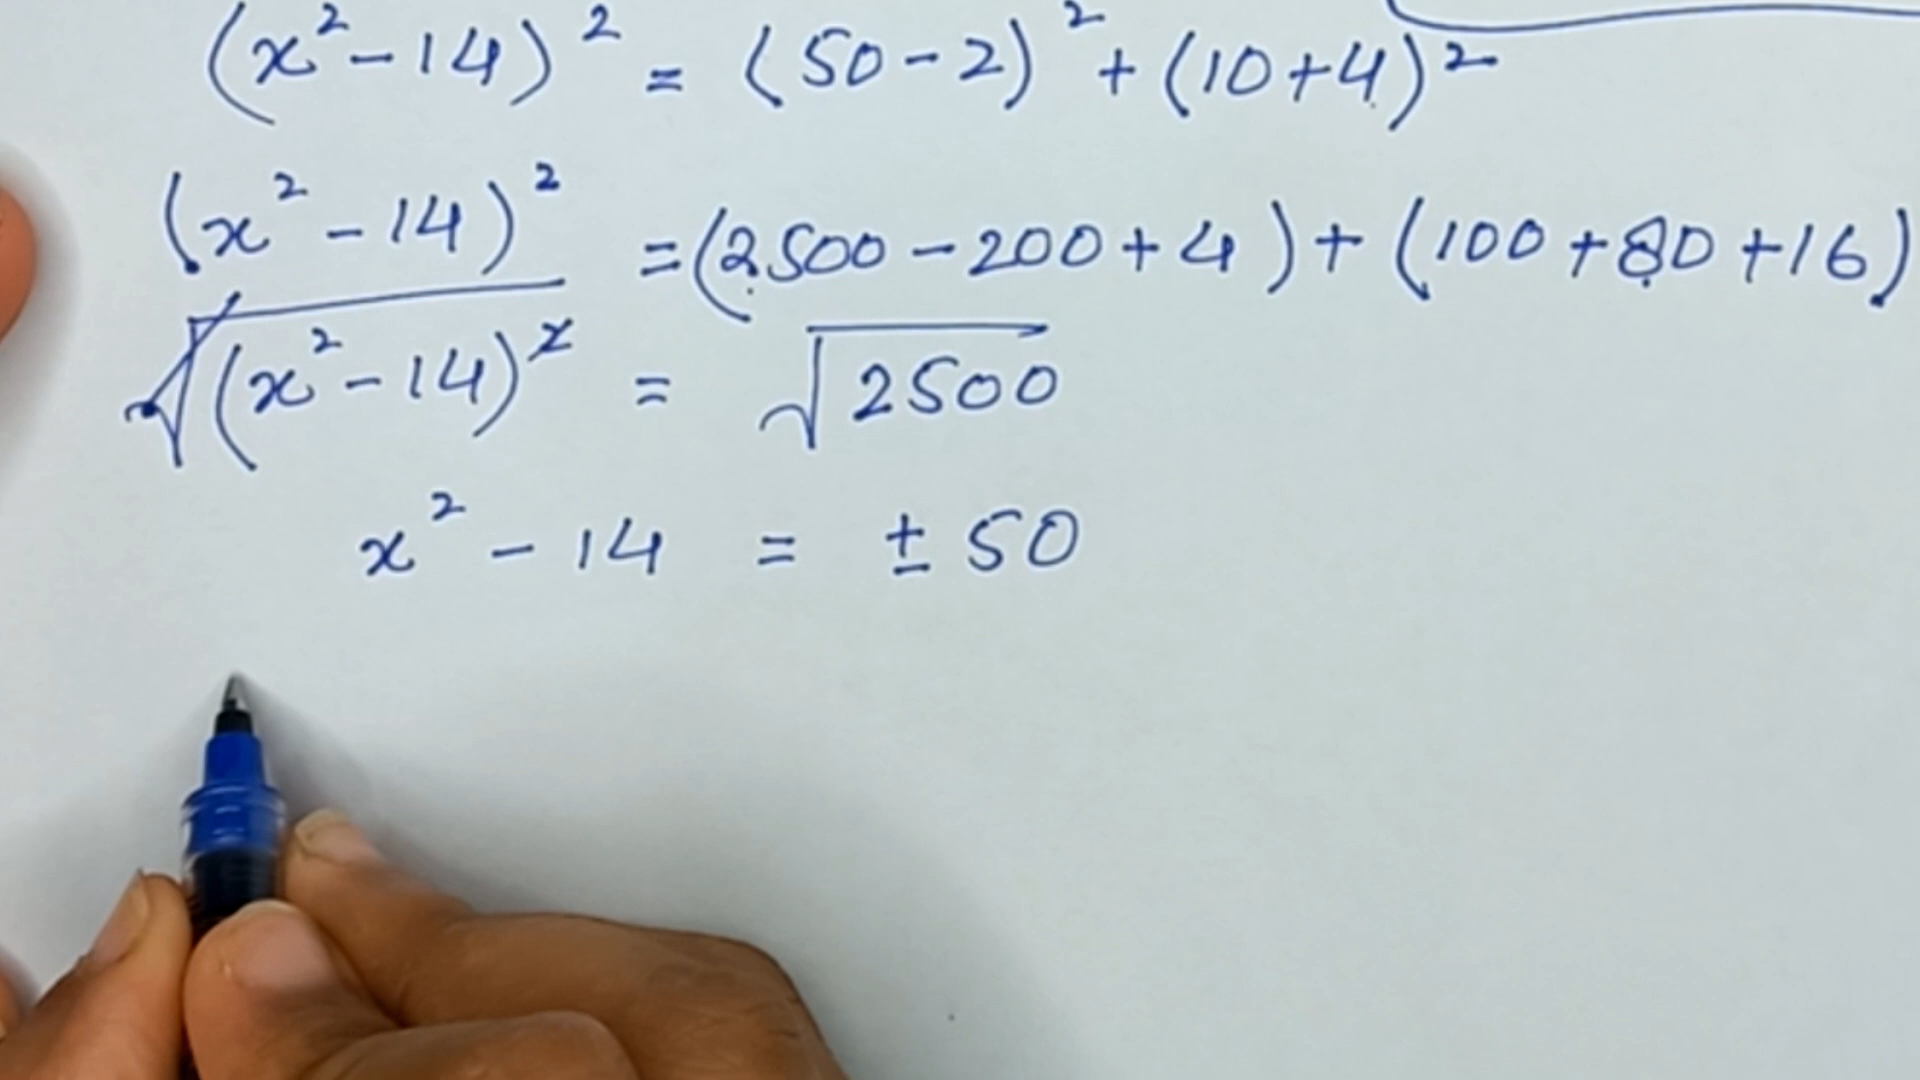 (x² - 14)² = (50 - 2)² + (10 + 4)²
(x² - 14)² = (2500 - 200 + 4) + (100 + 80 + 16)
√(x² - 14)² = √2500
x² - 14 = ± 50